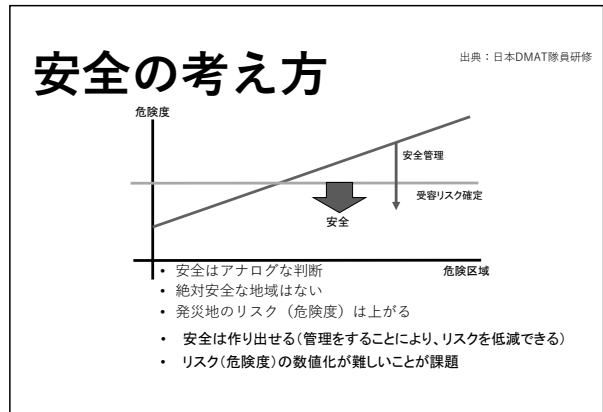 安全の考え方
出典：日本DMAT隊員研修
危険度
安全管理
受容リスク確定
安全
危険区域
• 安全はアナログな判断
• 絶対安全な地域はない
• 発災地のリスク（危険度）は上がる
• 安全は作り出せる（管理をすることにより、リスクを低減できる）
• リスク（危険度）の数値化が難しいことが課題